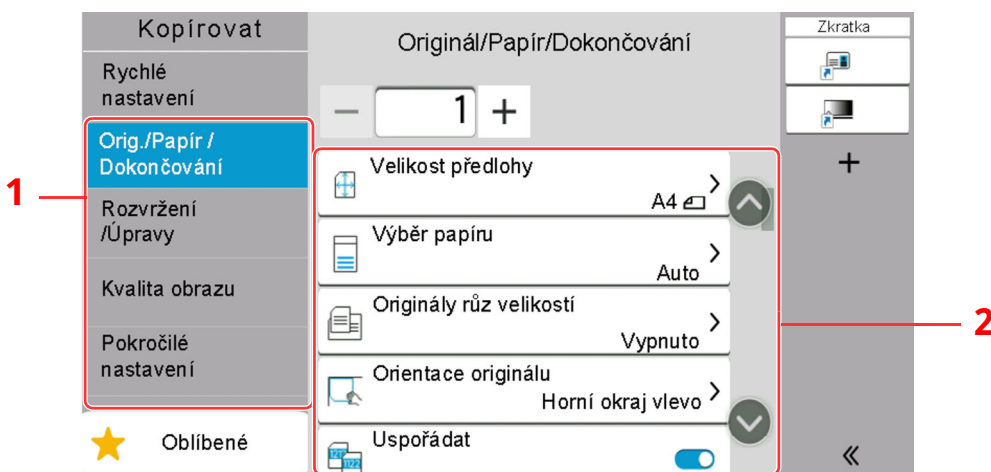 Kopírovat
Rychlé
nastavení
Orig./Papír /
Dokončování
Rozvržení
/Úpravy
Kvalita obrazu
Pokročilé
nastavení
Oblíbené
1
Originál/Papír/Dokončování
− 1 +
Velikost předlohy
A4
Výběr papíru
Auto
Originály růz velikostí
Vypnuto
Orientace originálu
Horní okraj vlevo
Uspořádat
2
Zkratka
+